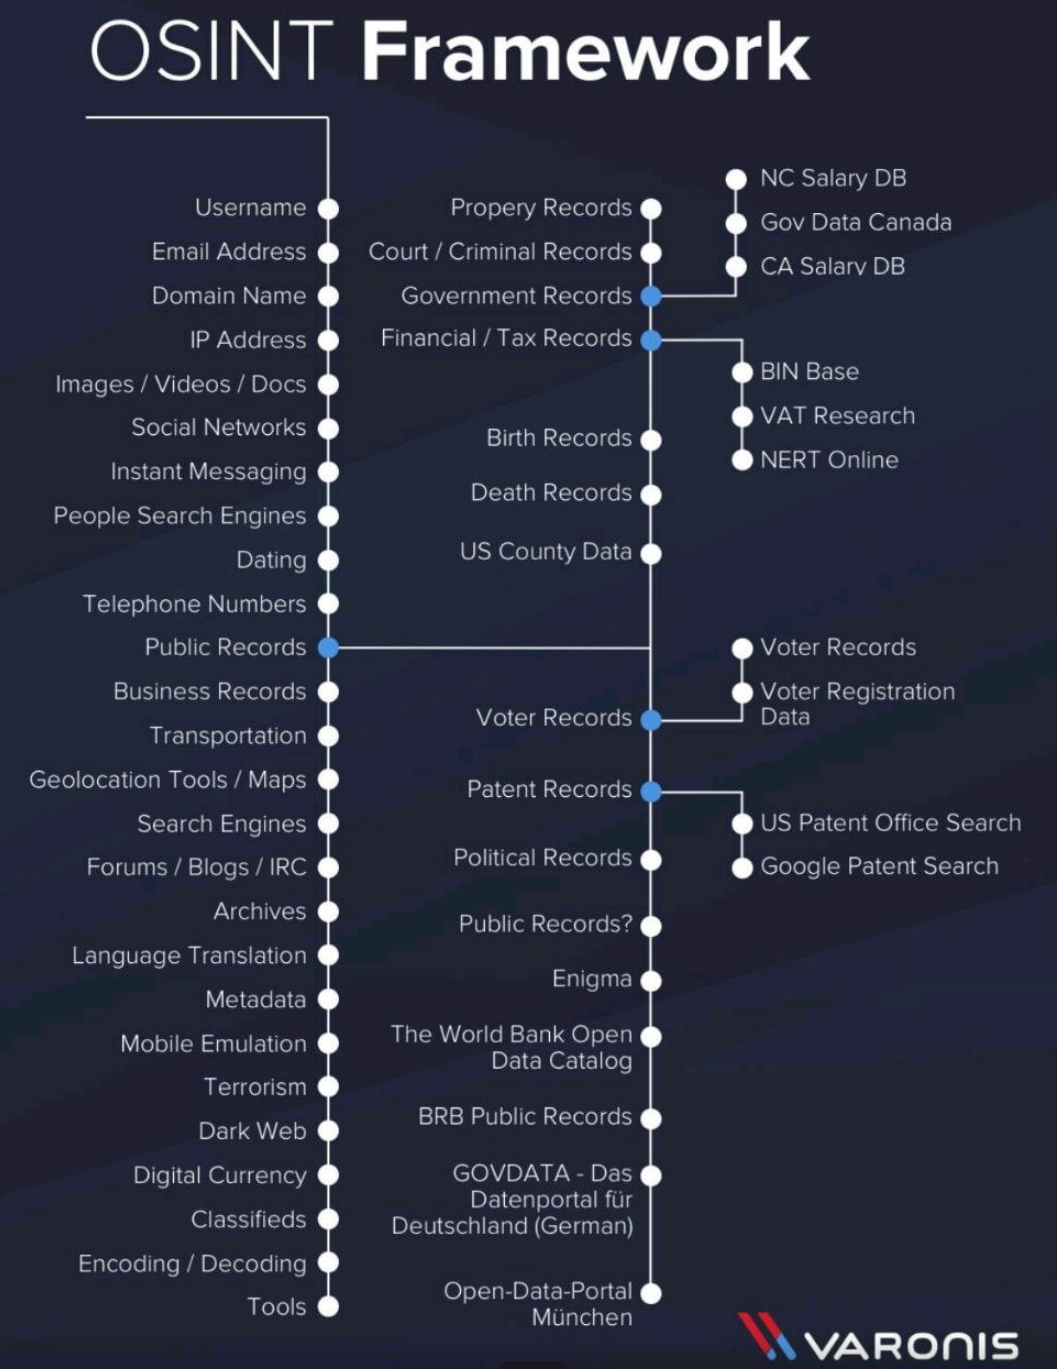 OSINT Framework
Username
Email Address
Domain Name
IP Address
Images / Videos / Docs
Social Networks
Instant Messaging
People Search Engines
Dating
Telephone Numbers
Public Records
Business Records
Transportation
Geolocation Tools / Maps
Search Engines
Forums / Blogs / IRC
Archives
Language Translation
Metadata
Mobile Emulation
Terrorism
Dark Web
Digital Currency
Classifieds
Encoding / Decoding
Tools
Propery Records
Court / Criminal Records
Government Records
Financial / Tax Records
Birth Records
Death Records
US County Data
Voter Records
Patent Records
Political Records
Public Records?
Enigma
The World Bank Open
Data Catalog
BRB Public Records
GOVDATA - Das
Datenportal für
Deutschland (German)
Open-Data-Portal
München
NC Salary DB
Gov Data Canada
CA Salary DB
BIN Base
VAT Research
NERT Online
Voter Records
Voter Registration
Data
US Patent Office Search
Google Patent Search
VARONIS